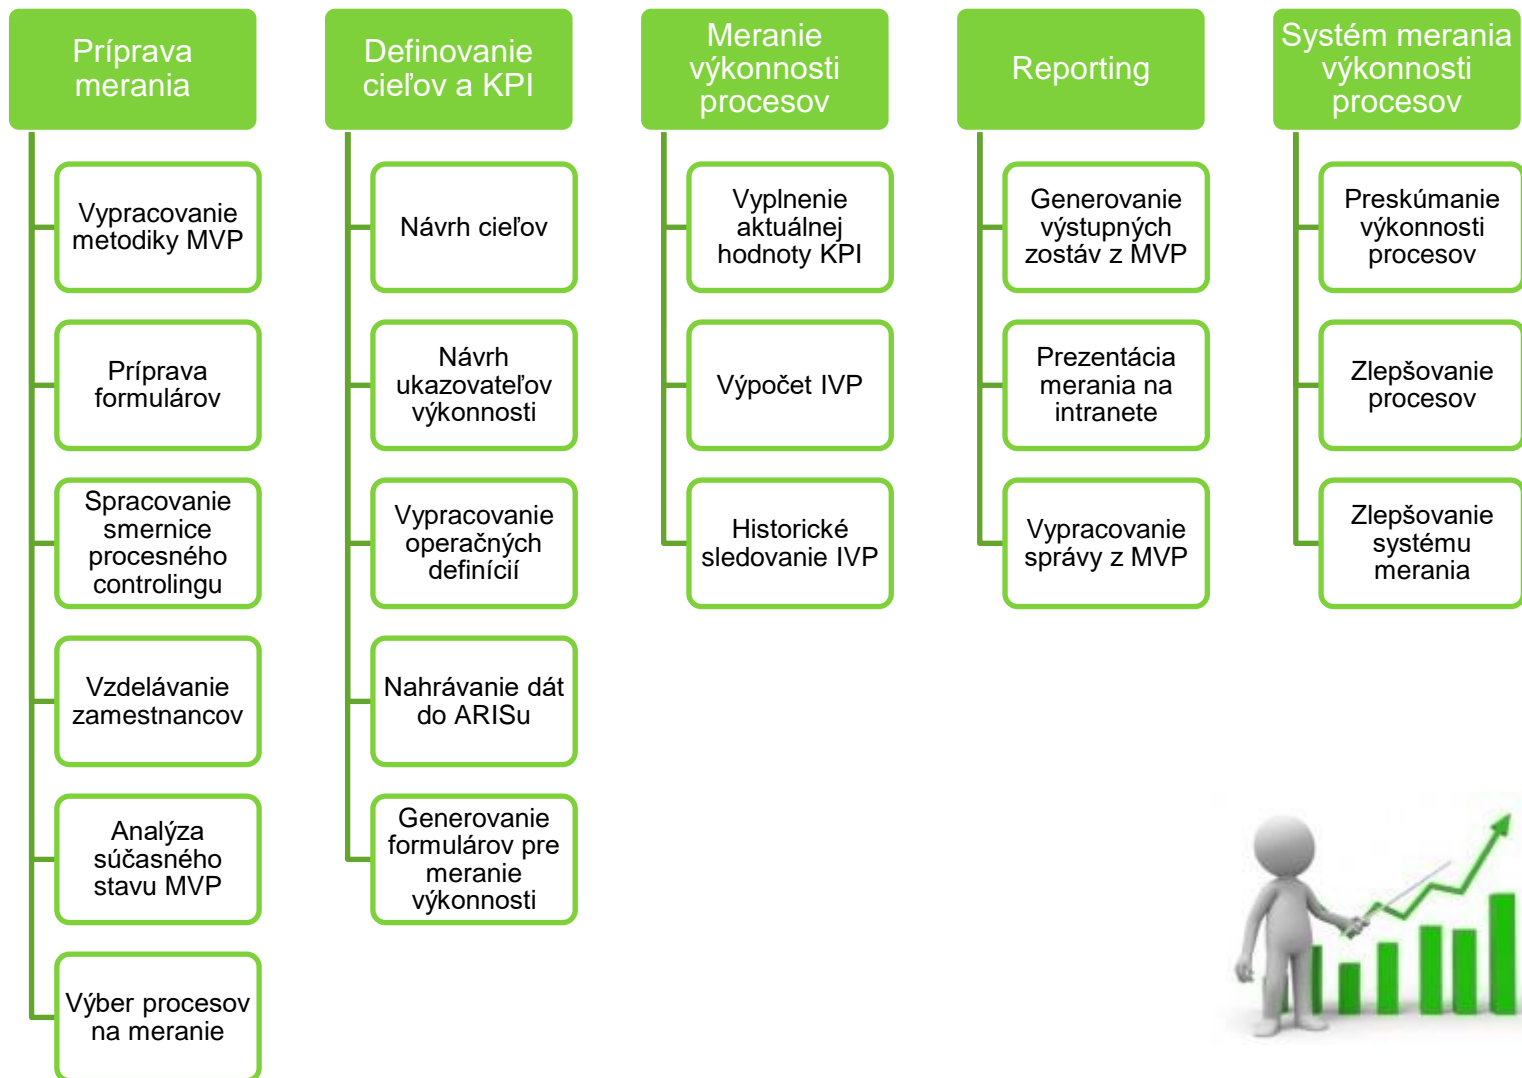 Príprava
merania
Vypracovanie
metodiky MVP
Príprava
formulárov
Spracovanie
smernice
procesného
controlingu
Vzdelávanie
zamestnancov
Analýza
súčasného
stavu MVP
Výber procesov
na meranie
Definovanie
cieľov a KPI
Návrh cieľov
Návrh
ukazovateľov
výkonnosti
Vypracovanie
operačných
definícií
Nahrávanie dát
do ARISu
Generovanie
formulárov pre
meranie
výkonnosti
Meranie
výkonnosti
procesov
Vyplnenie
aktuálnej
hodnoty KPI
Výpočet IVP
Historické
sledovanie IVP
Reporting
Generovanie
výstupných
zostáv z MVP
Prezentácia
merania na
intranete
Vypracovanie
správy z MVP
Systém merania
výkonnosti
procesov
Preskúmanie
výkonnosti
procesov
Zlepšovanie
procesov
Zlepšovanie
systému
merania